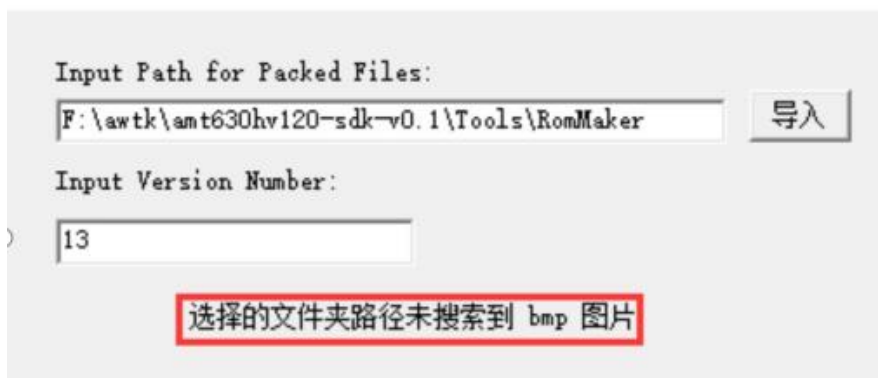 Input Path for Packed Files:
F:\awtk\amt630hv120-sdk-v0.1\Tools\RomMaker
导入
Input Version Number:
13
选择的文件夹路径未搜索到 bmp 图片